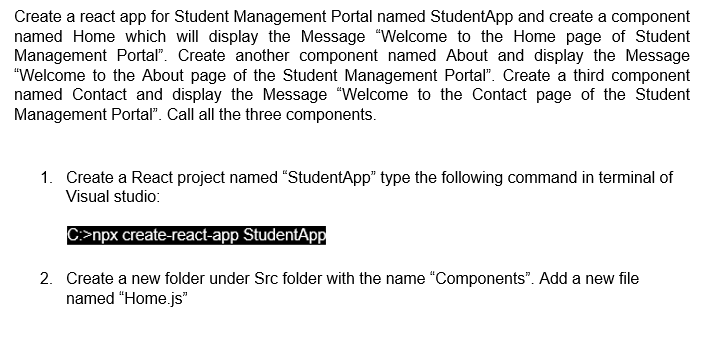 Create a react app for Student Management Portal named StudentApp and create a component
named Home which will display the Message “Welcome to the Home page of Student
Management Portal”. Create another component named About and display the Message
“Welcome to the About page of the Student Management Portal”. Create a third component
named Contact and display the Message “Welcome to the Contact page of the Student
Management Portal”. Call all the three components.
1. Create a React project named “StudentApp” type the following command in terminal of
Visual studio:
C:>npx create-react-app StudentApp
2. Create a new folder under Src folder with the name “Components”. Add a new file
named “Home.js”